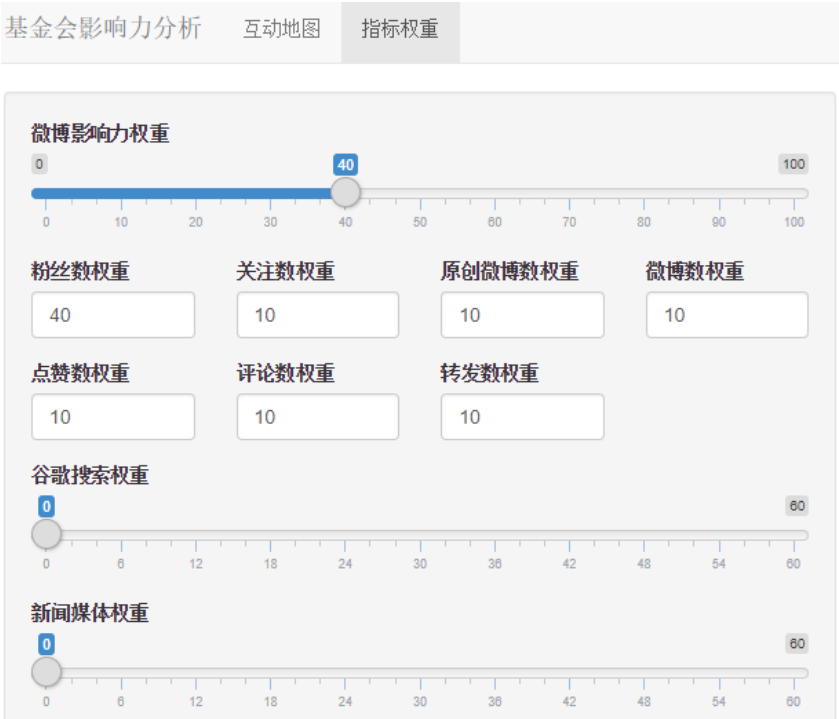 基金会影响力分析 互动地图 指标权重
微博影响力权重
0 40 100
0 10 20 30 40 50 60 70 80 90 100
粉丝数权重 关注数权重 原创微博数权重 微博数权重
40 10 10 10
点赞数权重 评论数权重 转发数权重
10 10 10
谷歌搜索权重
0 60
0 6 12 18 24 30 36 42 48 54 60
新闻媒体权重
0 60
0 6 12 18 24 30 36 42 48 54 60